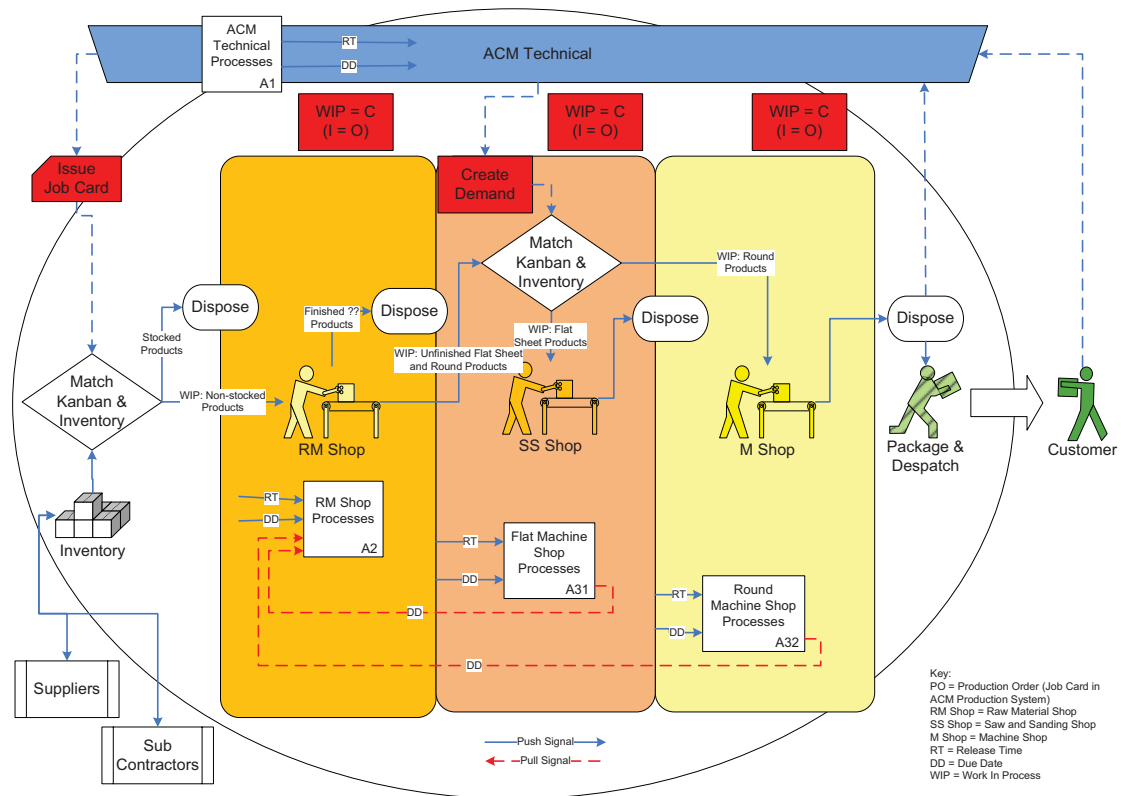 ACM
Technical
Processes
A1
RT
DD
ACM Technical
WIP = C
(I = O)
WIP = C
(I = O)
WIP = C
(I = O)
Issue
Job Card
Create
Demand
Match
Kanban &
Inventory
WIP: Round
Products
Dispose
Stocked
Products
Finished ??
Products
Dispose
WIP: Flat
Sheet Products
Dispose
Dispose
WIP: Unfinished Flat Sheet
and Round Products
Match
Kanban &
Inventory
WIP: Non-stocked
Products
RM Shop
SS Shop
M Shop
Package &
Despatch
Customer
Inventory
RT
DD
RM Shop
Processes
A2
RT
DD
Flat Machine
Shop
Processes
A31
DD
RT
DD
Round
Machine Shop
Processes
A32
DD
Suppliers
Sub
Contractors
Push Signal
Pull Signal
Key:
PO = Production Order (Job Card in
ACM Production System)
RM Shop = Raw Material Shop
SS Shop = Saw and Sanding Shop
M Shop = Machine Shop
RT = Release Time
DD = Due Date
WIP = Work In Process